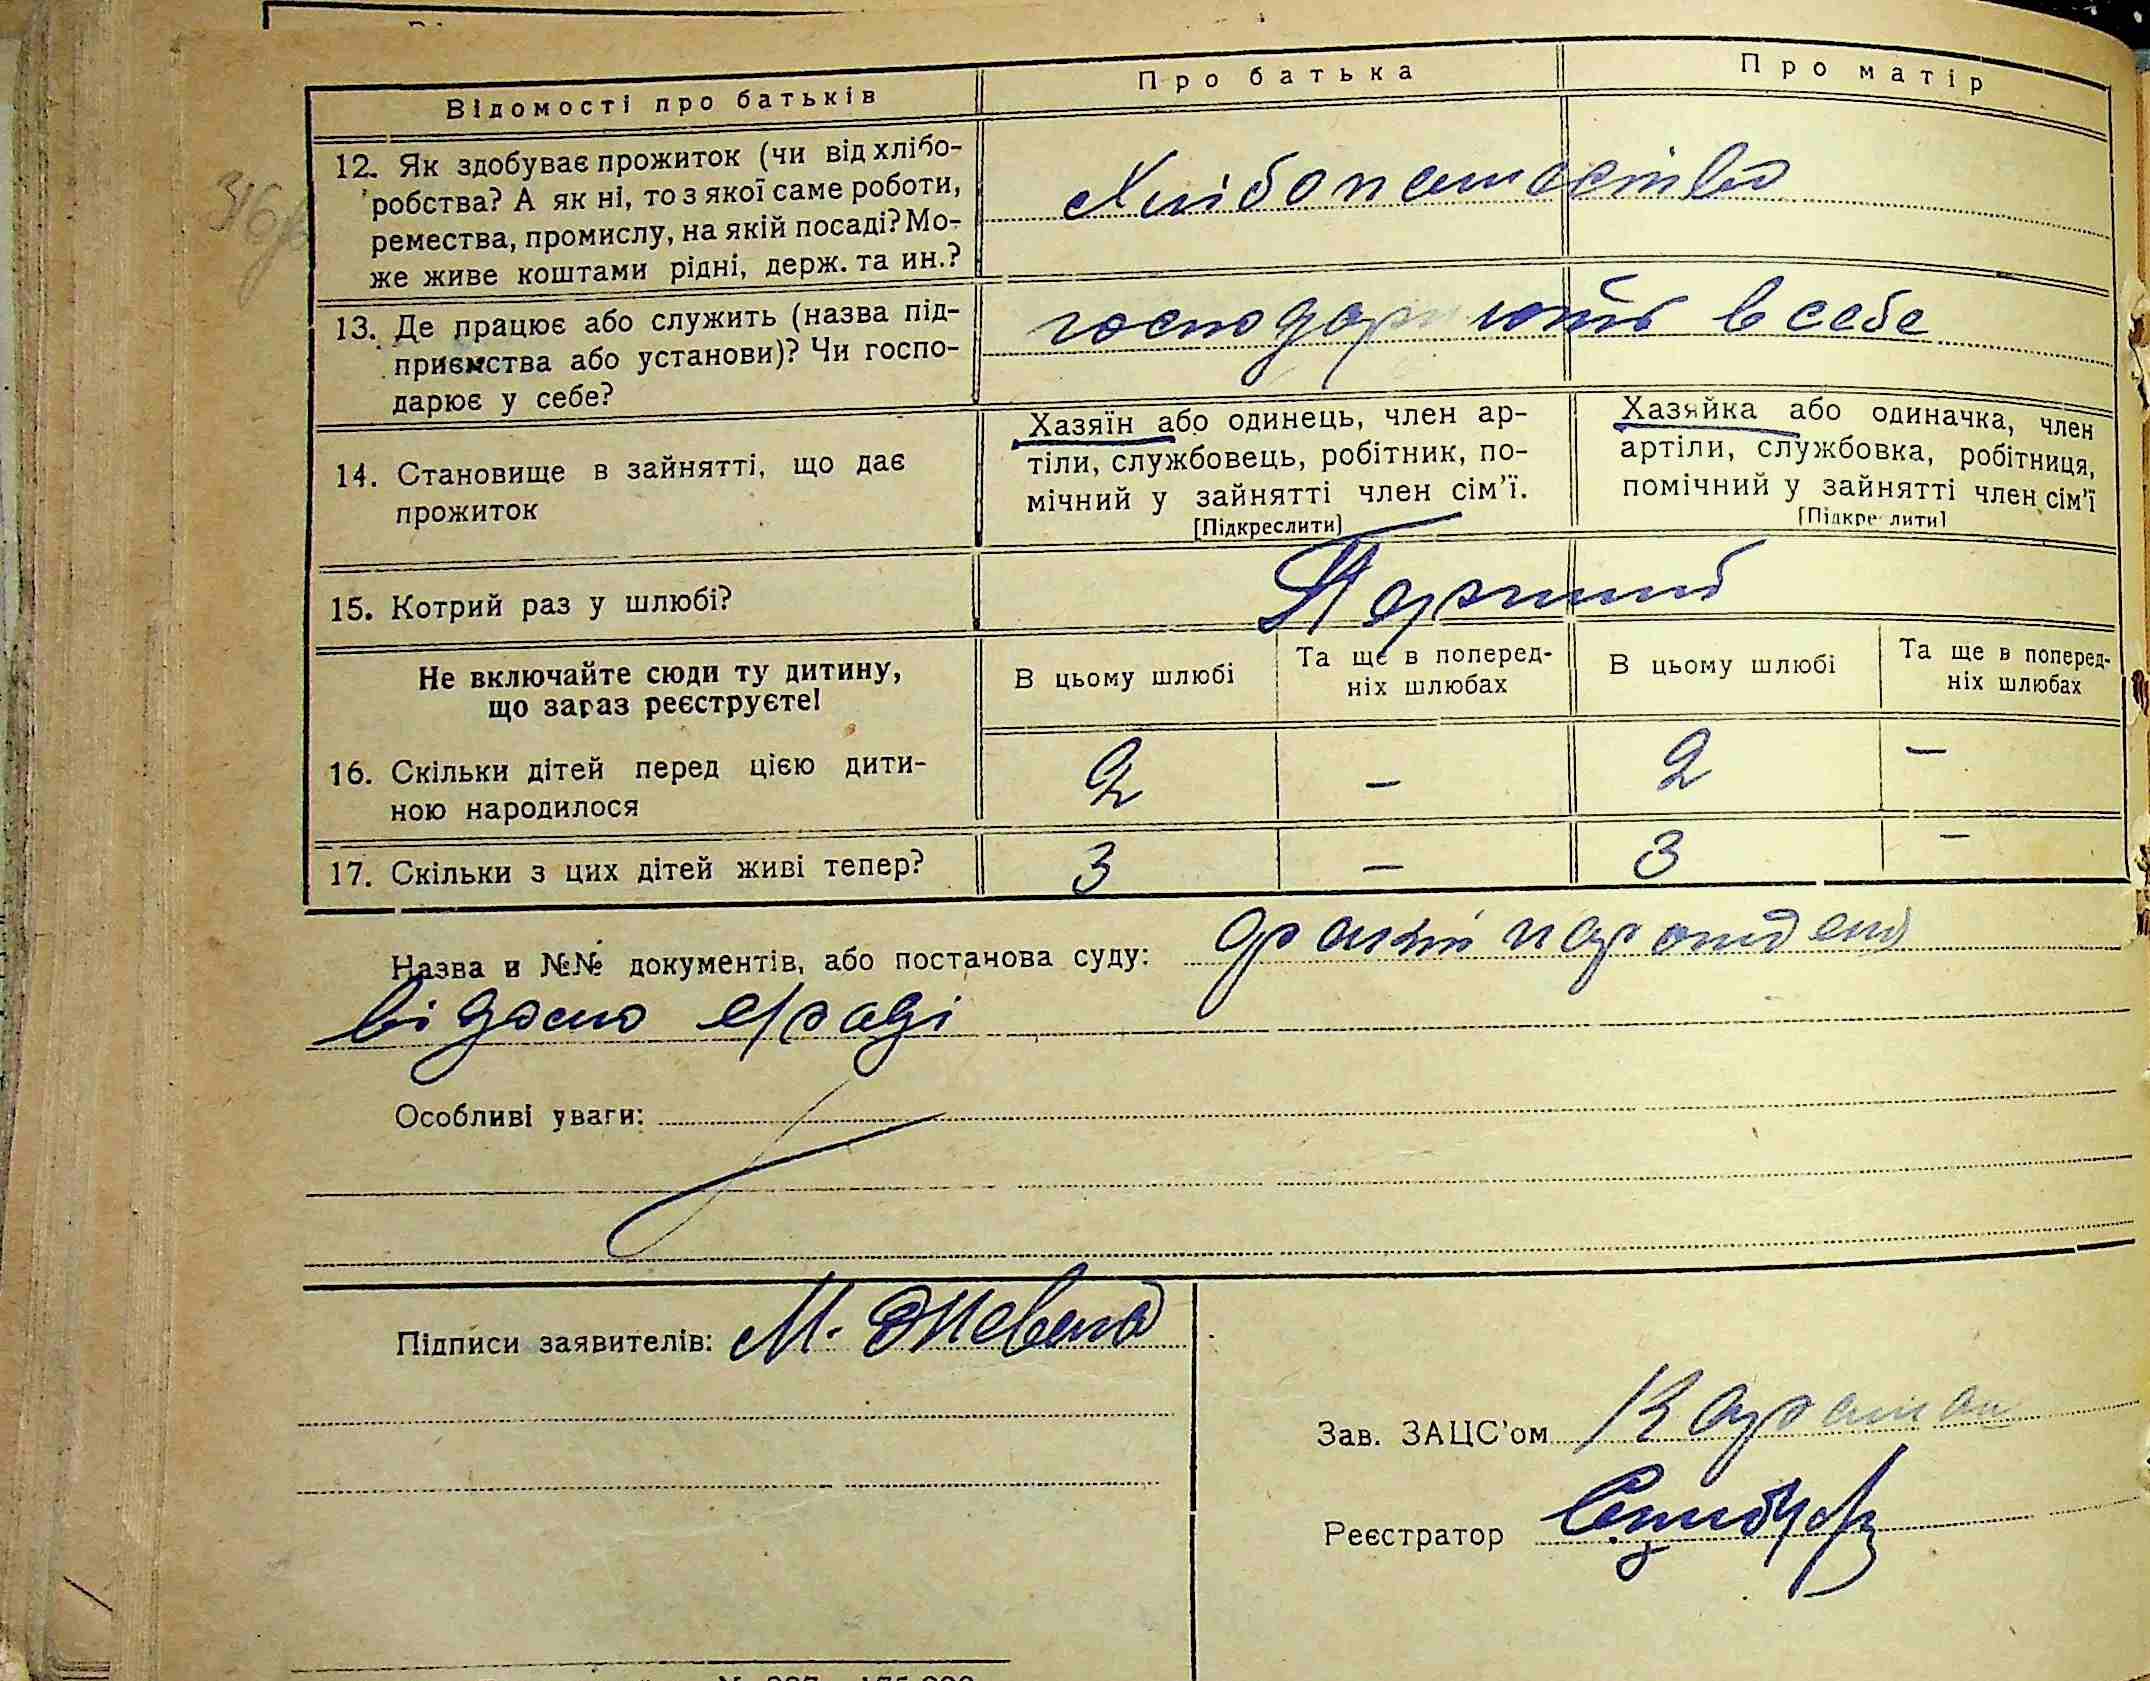 Відомості про батьків
Про батька
Про матір
12. Як здобуває прожиток (чи від хлібо-
робства? А як ні, то з якої саме роботи,
ремества, промислу, на якій посаді? Мо-
же живе коштами рідні, держ. та ин.?
13. Де працює або служить (назва під-
приємства або установи)? Чи госпо-
дарює у себе?
господарюють в себе
14. Становище в зайнятті, що дає
прожиток
Хазяїн або одинець, член ар-
тіли, службовець, робітник, по-
мічний у зайнятті член сім'ї.
[Підкреслити]
Хазяйка або одиначка, член
артіли, службовка, робітниця,
помічний у зайнятті член сім'ї
[Підкреслити]
15. Котрий раз у шлюбі?
Не включайте сюди ту дитину,
що зараз реєструєте!
В цьому шлюбі
Та ще в поперед-
ніх шлюбах
В цьому шлюбі
Та ще в поперед-
ніх шлюбах
16. Скільки дітей перед цією дити-
ною народилося
2 – 2 –
17. Скільки з цих дітей живі тепер?
3 – 3 –
Назва и №№ документів, або постанова суду:
відомо
Особливі уваги:
Підписи заявителів: М.
Зав. ЗАЦС'ом
Реєстратор